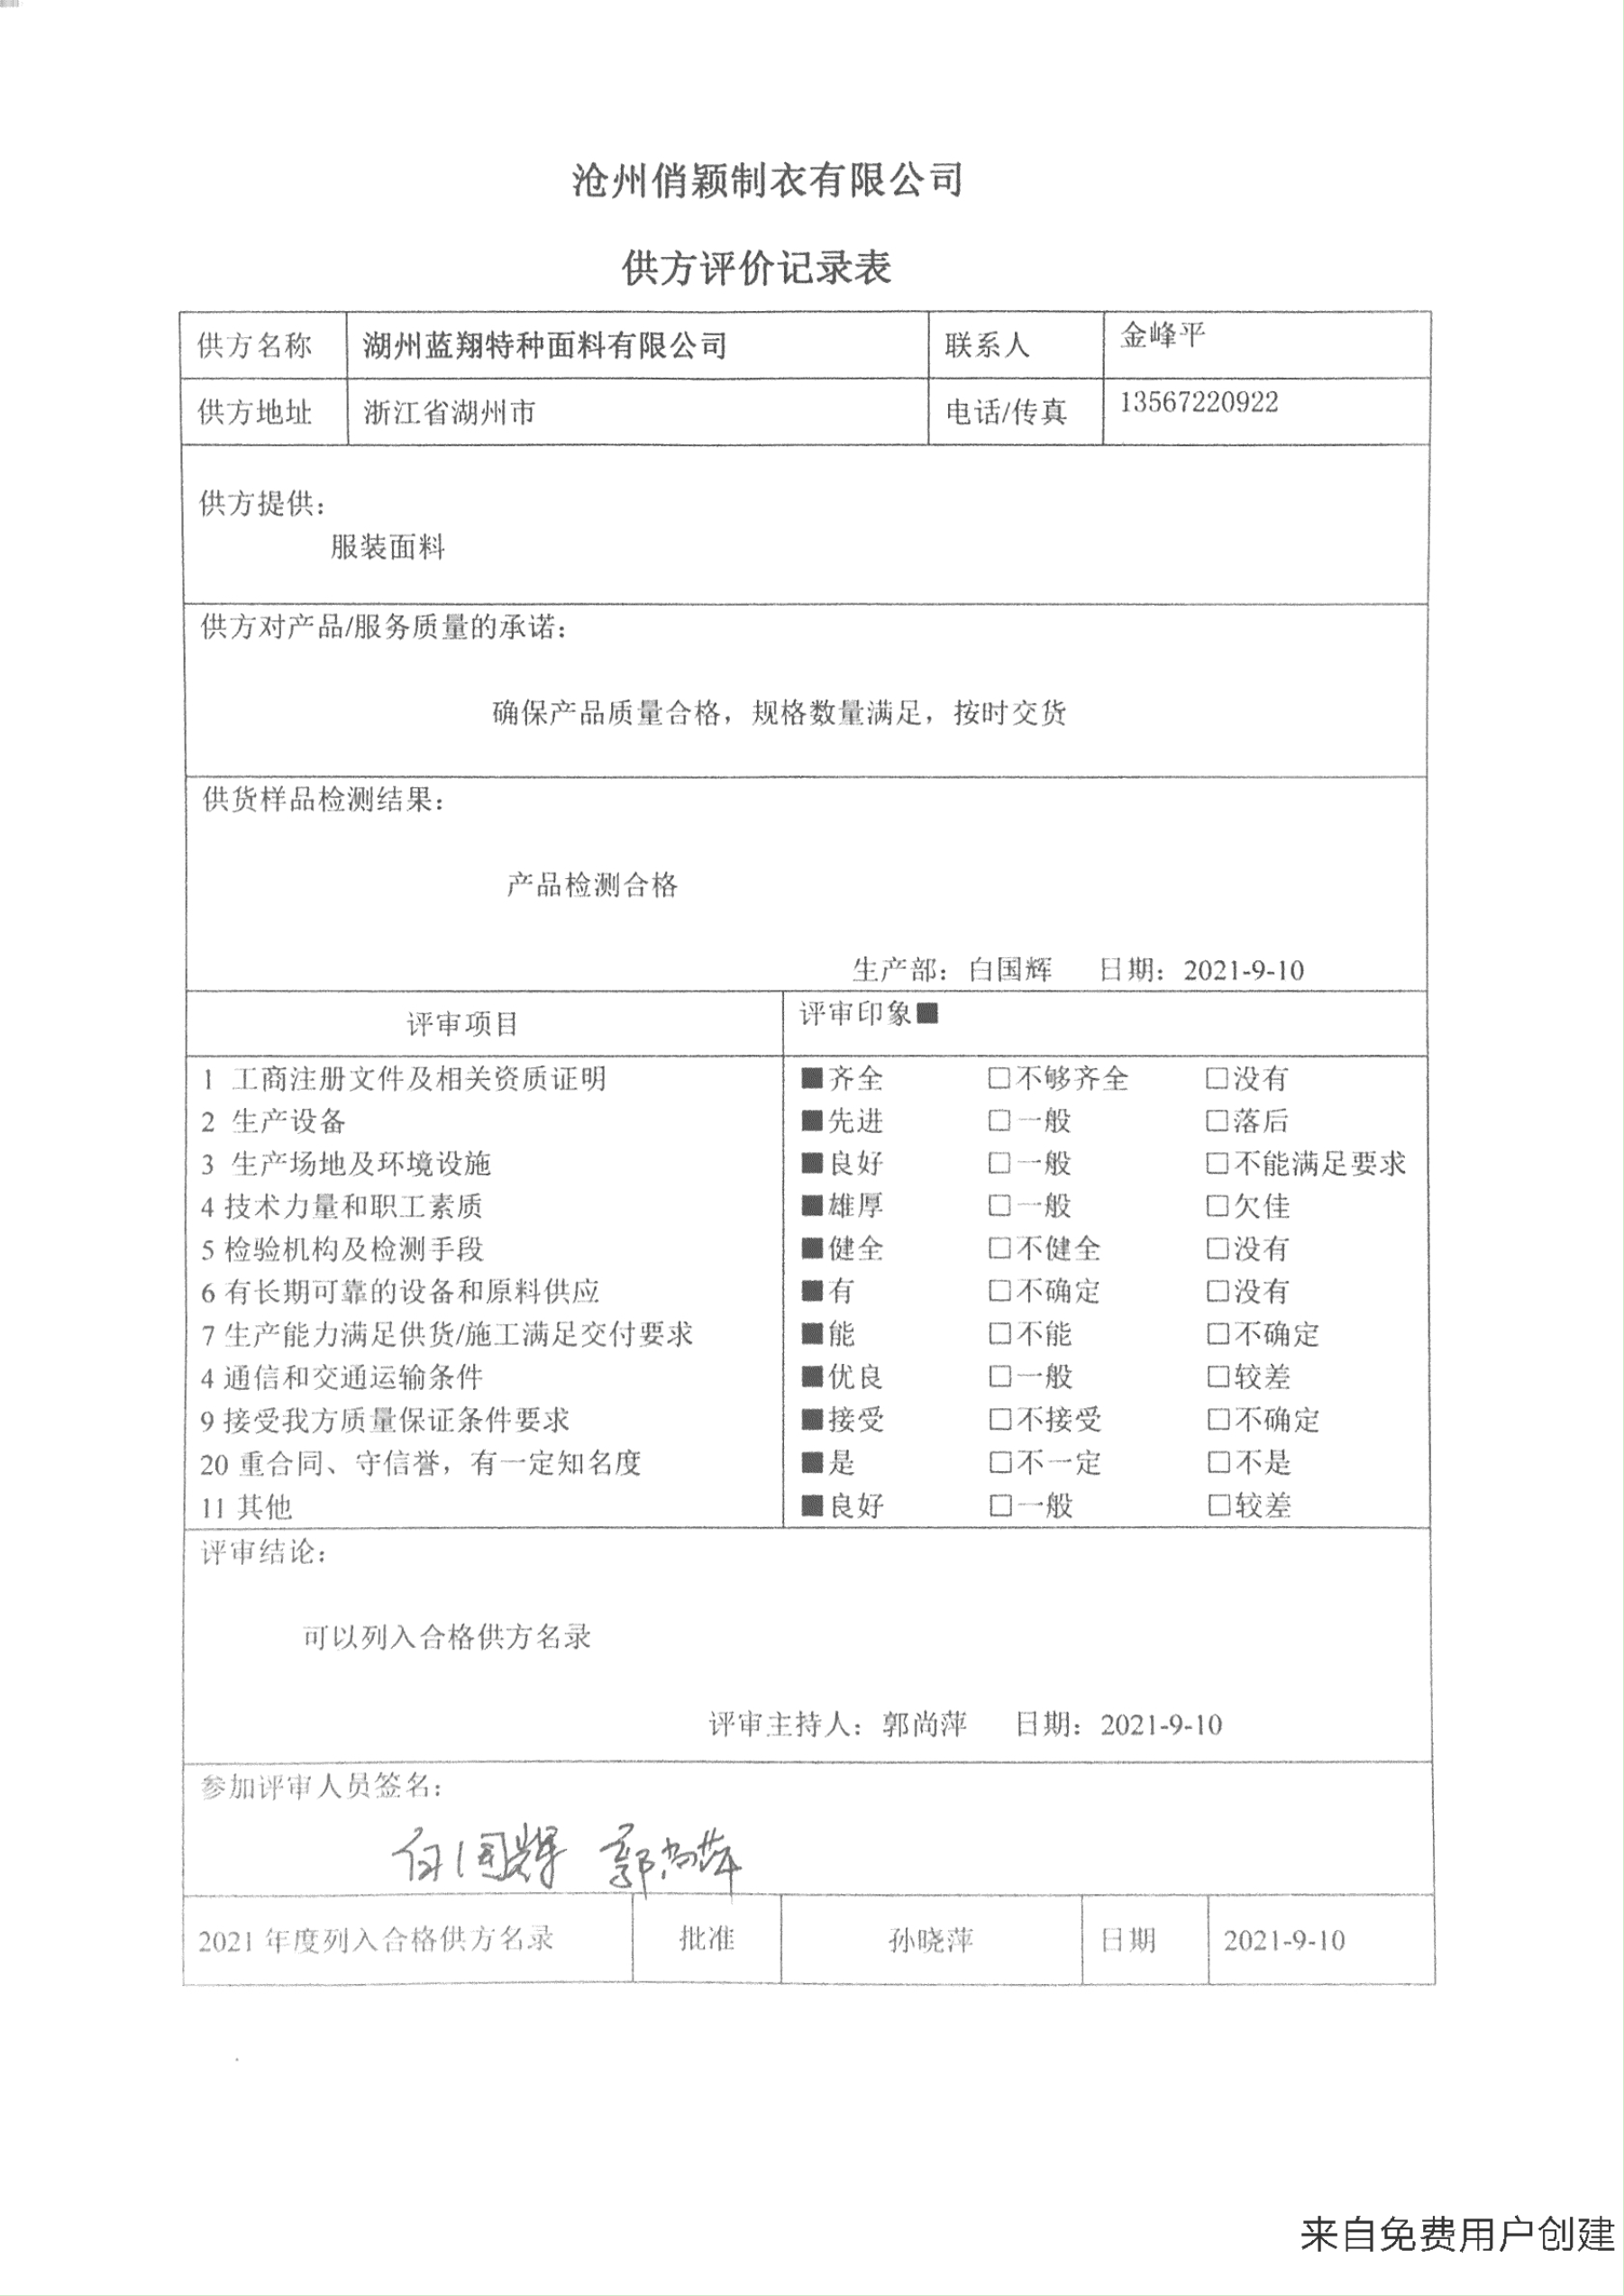 沧州俏颖制衣有限公司
供方评价记录表
供方名称 湖州蓝翔特种面料有限公司 联系人 金峰平
供方地址 浙江省湖州市 电话/传真 13567220922
供方提供：
服装面料
供方对产品/服务质量的承诺：
确保产品质量合格，规格数量满足，按时交货
供货样品检测结果：
产品检测合格
生产部：白国辉 日期：2021-9-10
评审项目 评审印象■
1 工商注册文件及相关资质证明 ■齐全 □不够齐全 □没有
2 生产设备 ■先进 □一般 □落后
3 生产场地及环境设施 ■良好 □一般 □不能满足要求
4 技术力量和职工素质 ■雄厚 □一般 □欠佳
5 检验机构及检测手段 ■健全 □不健全 □没有
6 有长期可靠的设备和原料供应 ■有 □不确定 □没有
7 生产能力满足供货/施工满足交付要求 ■能 □不能 □不确定
4 通信和交通运输条件 ■优良 □一般 □较差
9 接受我方质量保证条件要求 ■接受 □不接受 □不确定
20 重合同、守信誉，有一定知名度 ■是 □不一定 □不是
11 其他 ■良好 □一般 □较差
评审结论：
可以列入合格供方名录
评审主持人：郭尚萍 日期：2021-9-10
参加评审人员签名：
白国辉 郭尚萍
2021 年度列入合格供方名录 批准 孙晓萍 日期 2021-9-10
来自免费用户创建